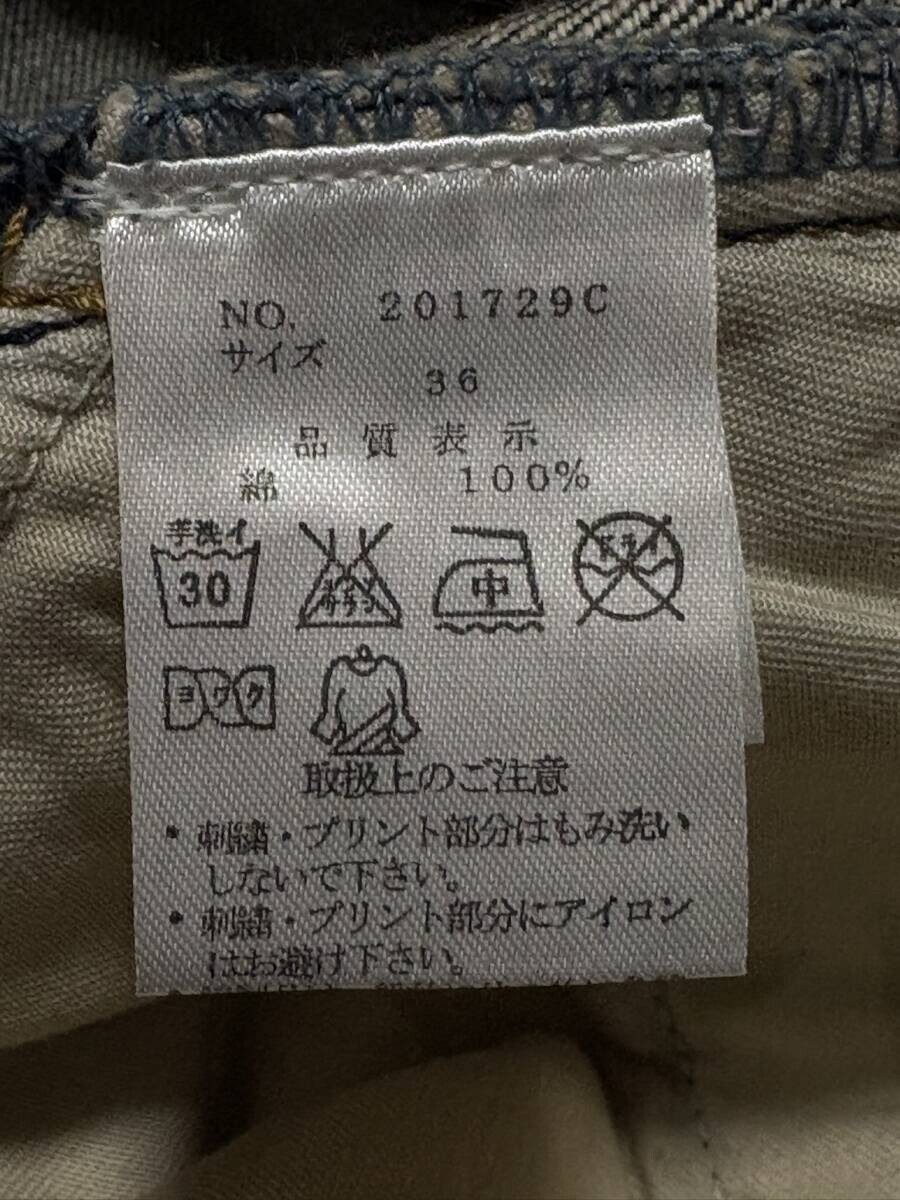 NO. 201729C
サイズ
36
品質表示
綿 100%
手洗イ
30
中
ドライ
ヨワク
取扱上のご注意
・刺繍・プリント部分はもみ洗い
しないで下さい。
・刺繍・プリント部分にアイロン
はお避け下さい。